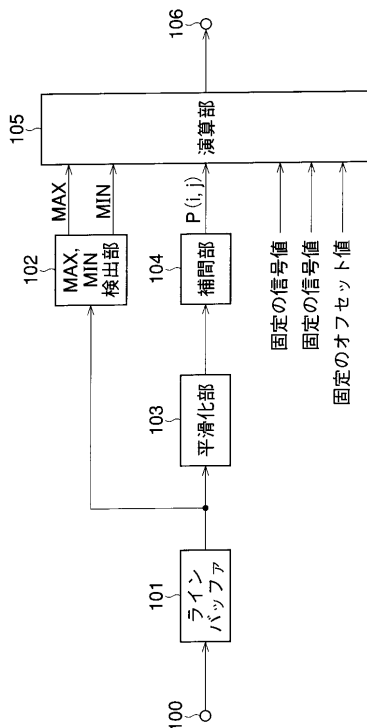 100
101
ライン
バッファ
102
MAX,
MIN
検出部
MAX
MIN
103
平滑化部
104
補間部
P(i, j)
固定の信号値
固定の信号値
固定のオフセット値
105
演算部
106